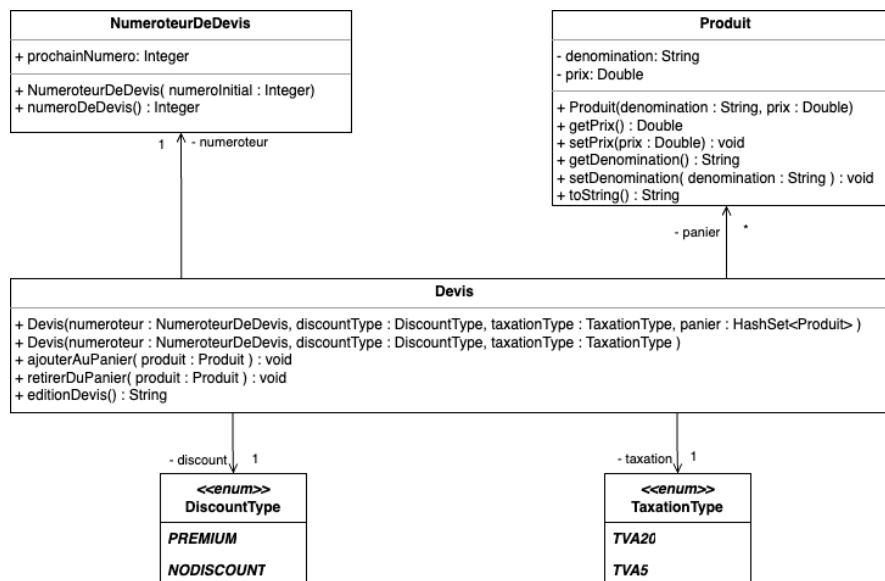 NumeroteurDeDevis
+ prochainNumero: Integer
+ NumeroteurDeDevis( numeroInitial : Integer)
+ numeroDeDevis() : Integer
Produit
- denomination: String
- prix: Double
+ Produit(denomination : String, prix : Double)
+ getPrix() : Double
+ setPrix(prix : Double) : void
+ getDenomination() : String
+ setDenomination( denomination : String ) : void
+ toString() : String
1 - numeroteur
- panier *
Devis
+ Devis(numeroteur : NumeroteurDeDevis, discountType : DiscountType, taxationType : TaxationType, panier : HashSet<Produit> )
+ Devis(numeroteur : NumeroteurDeDevis, discountType : DiscountType, taxationType : TaxationType )
+ ajouterAuPanier( produit : Produit ) : void
+ retirerDuPanier( produit : Produit ) : void
+ editionDevis() : String
- discount 1
- taxation 1
<<enum>>
DiscountType
PREMIUM
NODISCOUNT
<<enum>>
TaxationType
TVA20
TVA5